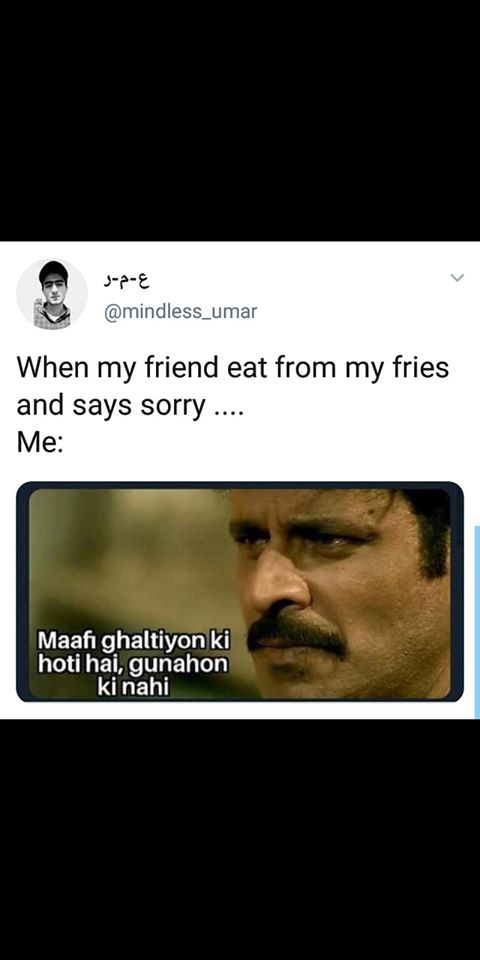 ع-م-ر
@mindless_umar
When my friend eat from my fries
and says sorry ....
Me:
Maafi ghaltiyon ki
hoti hai, gunahon
ki nahi